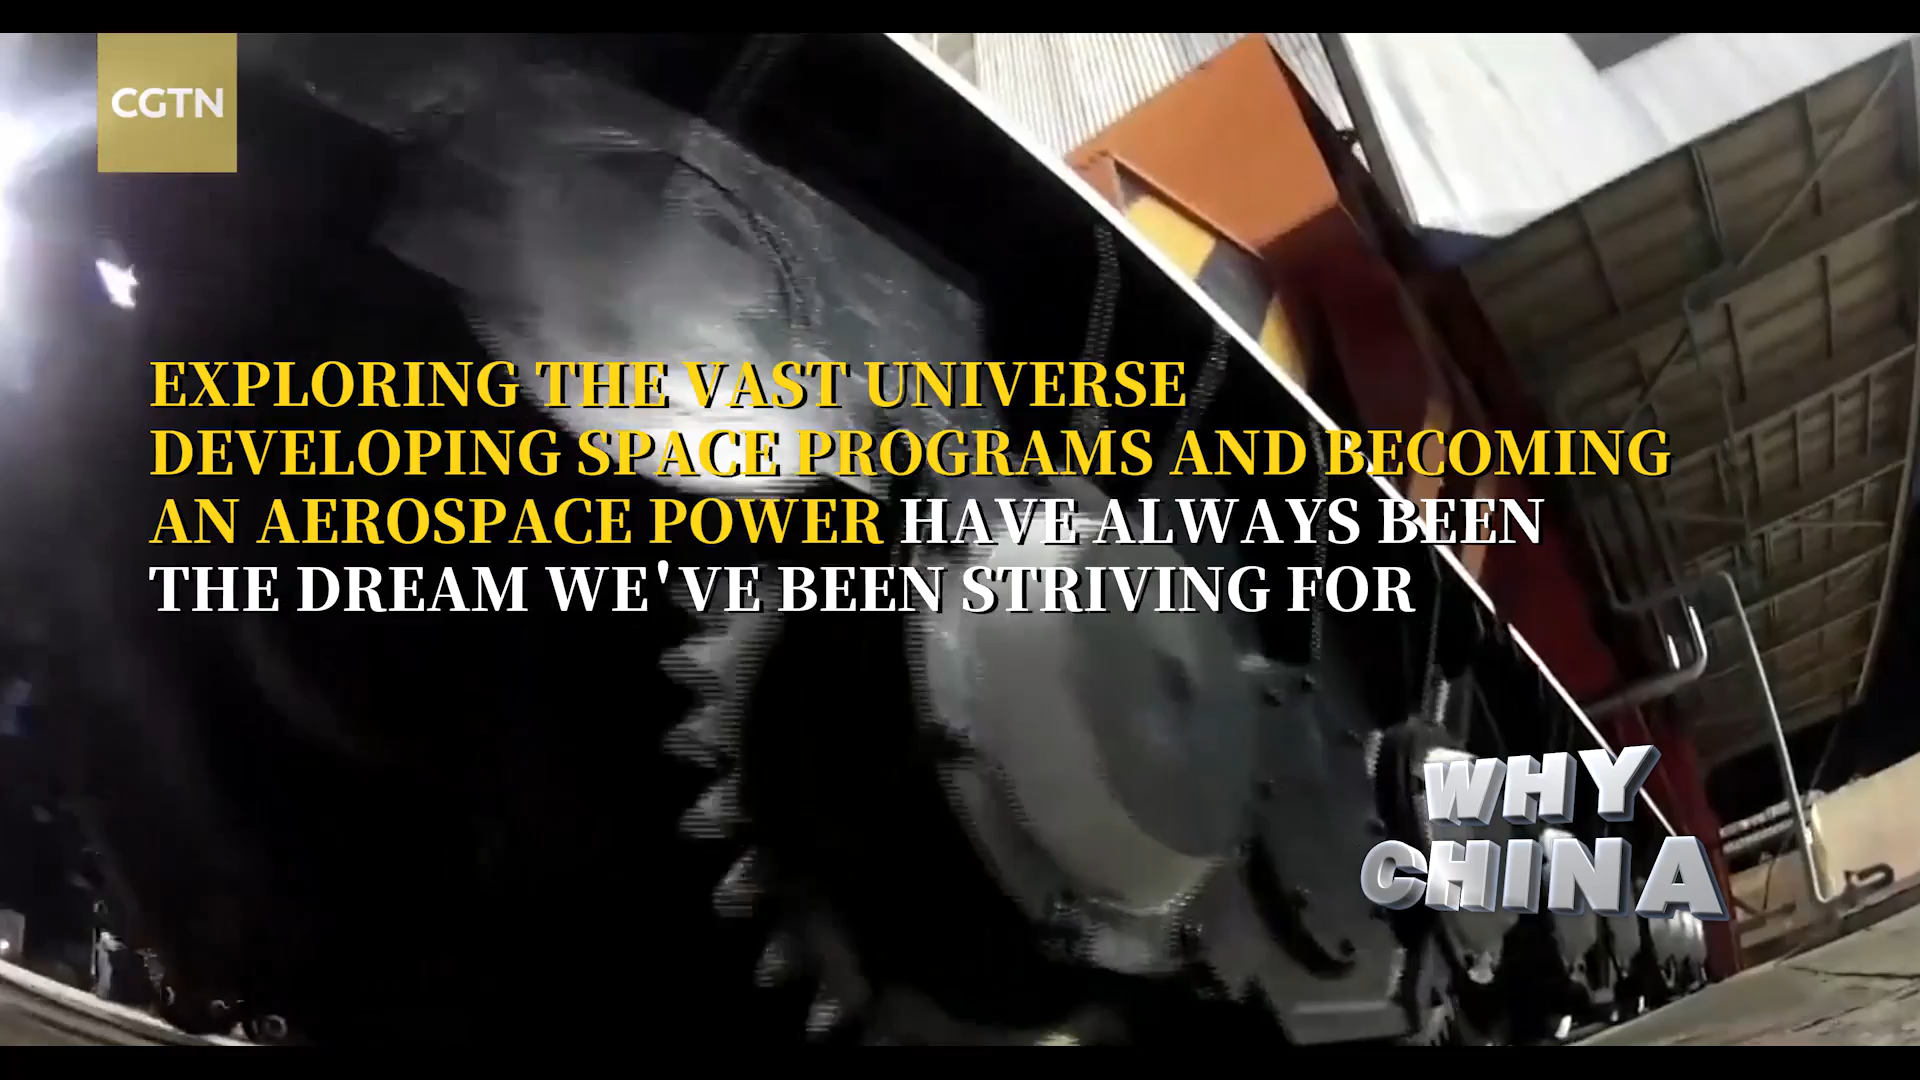 CGTN
EXPLORING THE VAST UNIVERSE
DEVELOPING SPACE PROGRAMS AND BECOMING
AN AEROSPACE POWER HAVE ALWAYS BEEN
THE DREAM WE'VE BEEN STRIVING FOR
WHY
CHINA